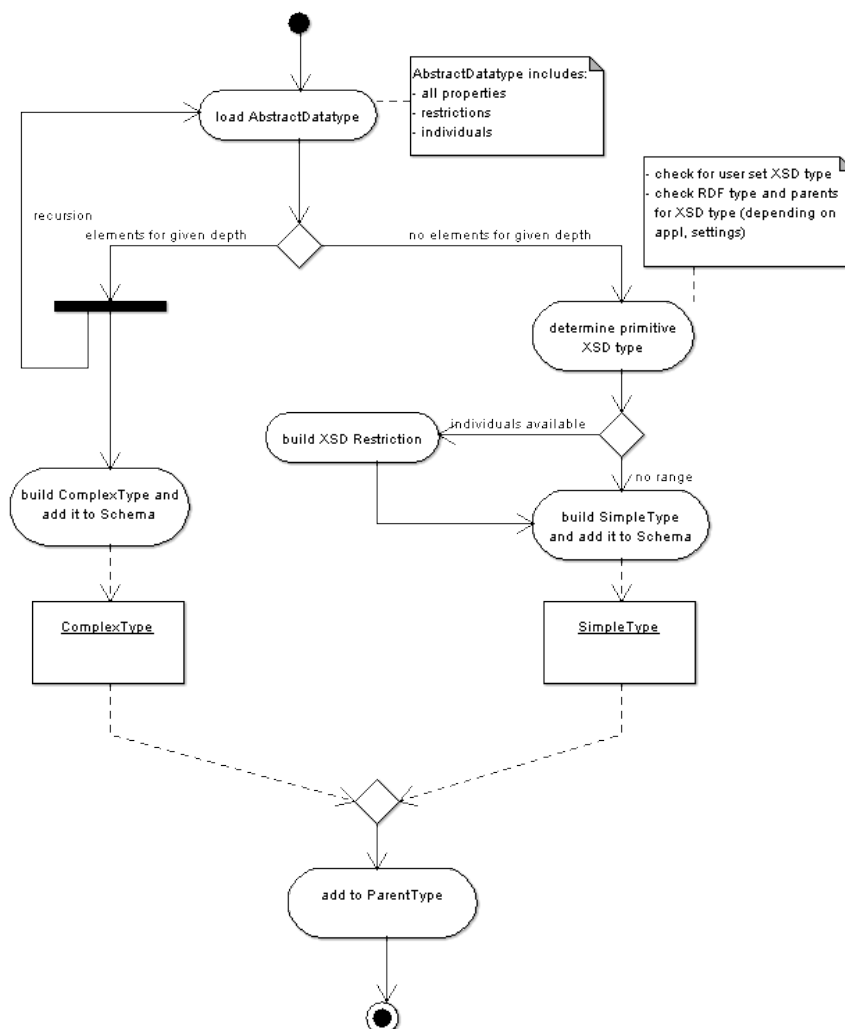 AbstractDatatype includes:
- all properties
- restrictions
- individuals
load AbstractDatatype
- check for user set XSD type
- check RDF type and parents
for XSD type (depending on
appl, settings)
recursion
elements for given depth
no elements for given depth
determine primitive
XSD type
individuals available
build XSD Restriction
no range
build ComplexType and
add it to Schema
build SimpleType
and add it to Schema
ComplexType
SimpleType
add to ParentType